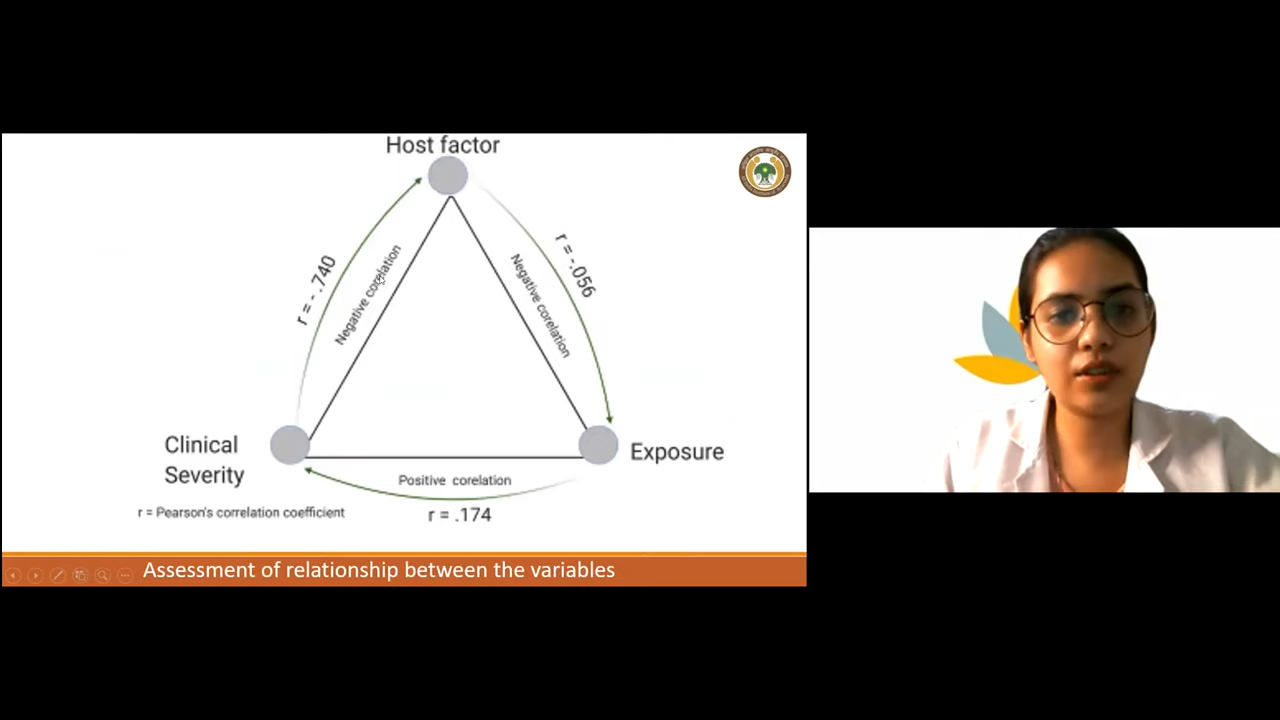 Host factor
r = - .740
Negative corelation
Negative corelation
r = -.056
Clinical
Severity
Exposure
Positive corelation
r = Pearson's correlation coefficient
r = .174
Assessment of relationship between the variables